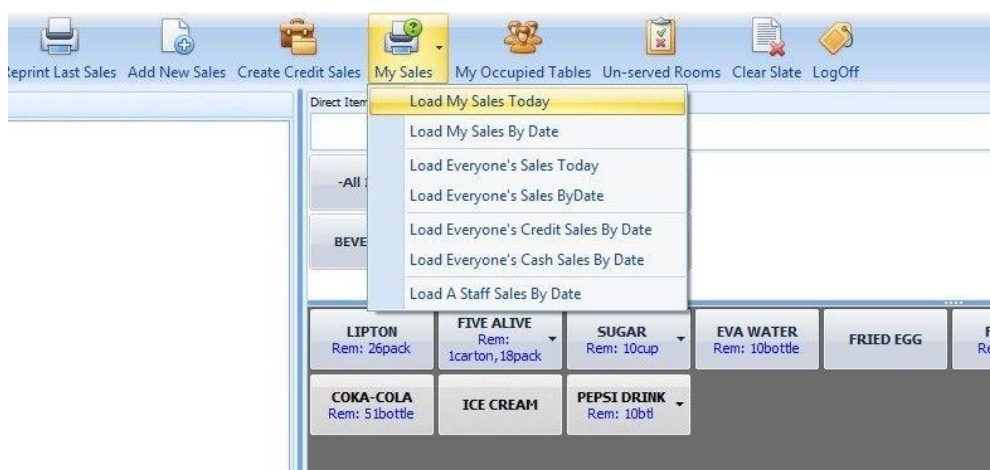 Reprint Last Sales Add New Sales Create Credit Sales My Sales My Occupied Tables Un-served Rooms Clear Slate LogOff
Direct Item
Load My Sales Today
Load My Sales By Date
Load Everyone's Sales Today
-All
Load Everyone's Sales ByDate
Load Everyone's Credit Sales By Date
BEVE
Load Everyone's Cash Sales By Date
Load A Staff Sales By Date
LIPTON
Rem: 26pack
FIVE ALIVE
Rem:
1carton,18pack
SUGAR
Rem: 10cup
EVA WATER
Rem: 10bottle
FRIED EGG
COKA-COLA
Rem: 51bottle
ICE CREAM
PEPSI DRINK
Rem: 10btl